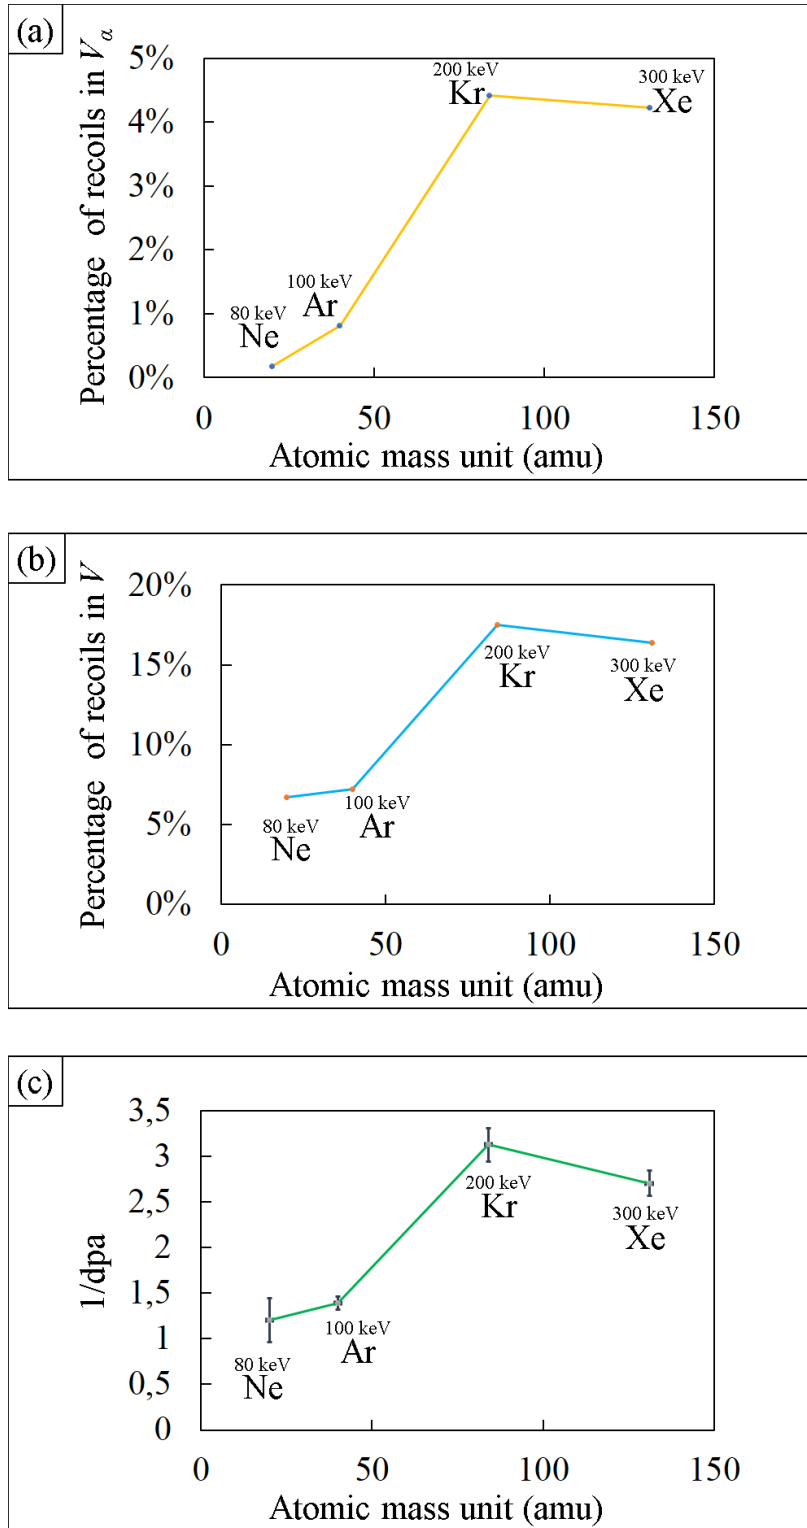 (a)
Percentage of recoils in Vα
5%
4%
3%
2%
1%
0%
200 keV
Kr
300 keV
Xe
100 keV
Ar
80 keV
Ne
0
50
100
150
Atomic mass unit (amu)
(b)
Percentage of recoils in V
20%
15%
10%
5%
0%
200 keV
Kr
300 keV
Xe
100 keV
Ar
80 keV
Ne
0
50
100
150
Atomic mass unit (amu)
(c)
1/dpa
3,5
3
2,5
2
1,5
1
0,5
0
200 keV
Kr
300 keV
Xe
100 keV
Ar
80 keV
Ne
0
50
100
150
Atomic mass unit (amu)